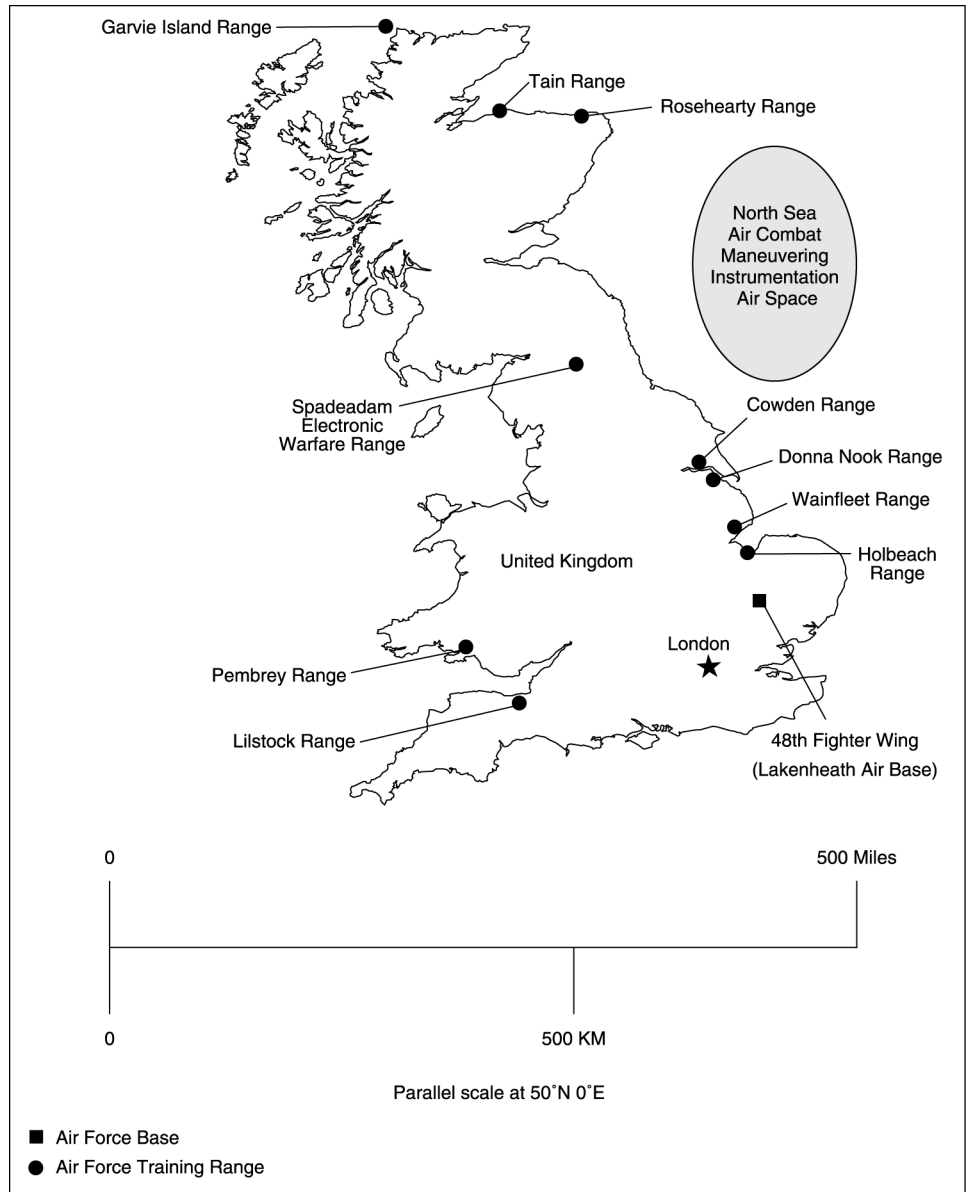 Garvie Island Range
Tain Range
Rosehearty Range
North Sea
Air Combat
Maneuvering
Instrumentation
Air Space
Spadeadam
Electronic
Warfare Range
Cowden Range
Donna Nook Range
Wainfleet Range
United Kingdom
Holbeach
Range
London
Pembrey Range
Lilstock Range
48th Fighter Wing
(Lakenheath Air Base)
0
500 Miles
0
500 KM
Parallel scale at 50˚N 0˚E
Air Force Base
Air Force Training Range